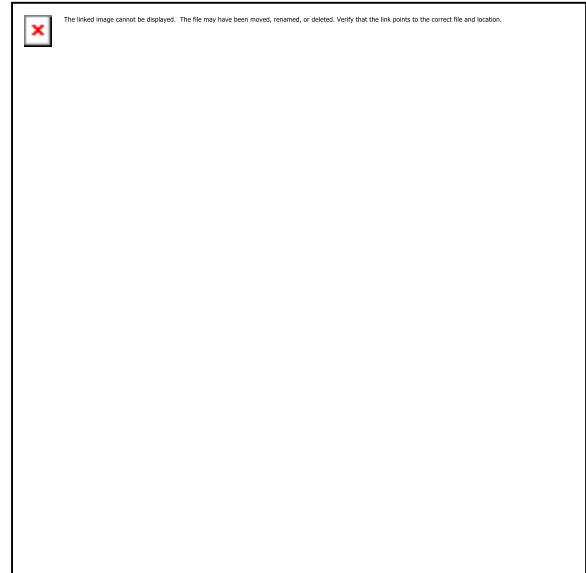 The linked image cannot be displayed.  The file may have been moved, renamed, or deleted. Verify that the link points to the correct file and location.